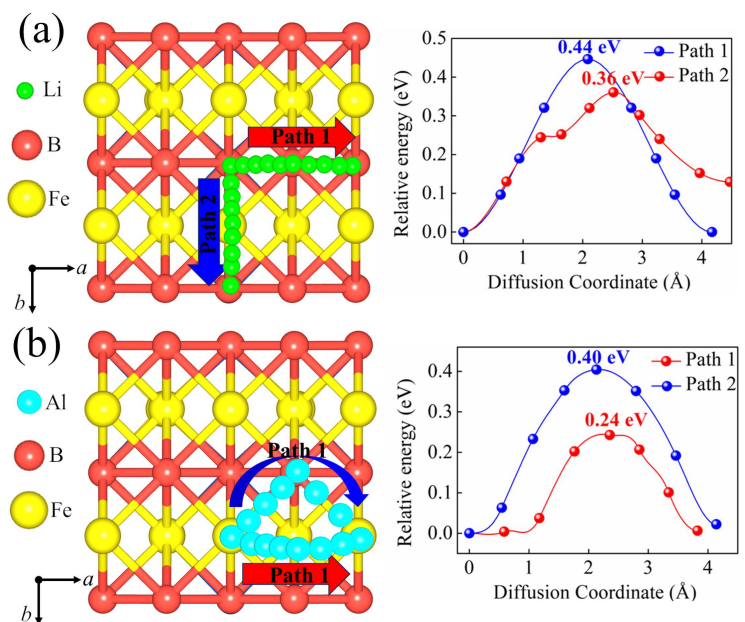 (a)
Li
B
Fe
a
b
Path 1
Path 2
0.44 eV
0.36 eV
Path 1
Path 2
Relative energy (eV)
0.5
0.4
0.3
0.2
0.1
0.0
0 1 2 3 4
Diffusion Coordinate (Å)
(b)
Al
B
Fe
a
b
Path 1
Path 1
0.40 eV
0.24 eV
Path 1
Path 2
Relative energy (eV)
0.4
0.3
0.2
0.1
0.0
0 1 2 3 4
Diffusion Coordinate (Å)